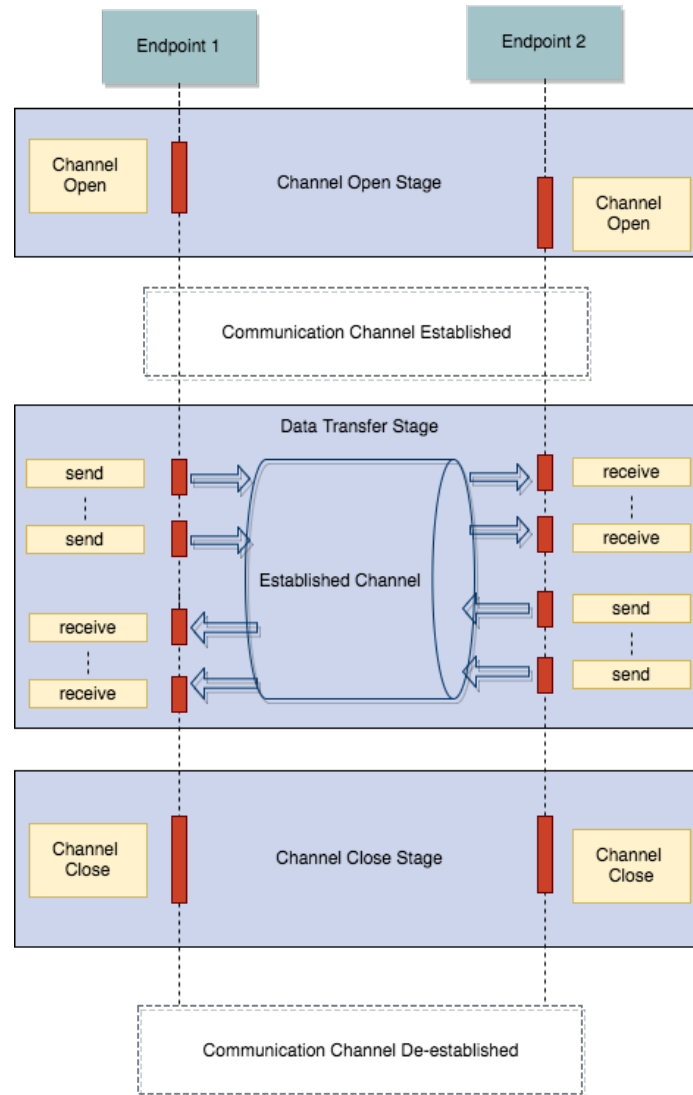 Endpoint 1
Endpoint 2
Channel
Open
Channel Open Stage
Channel
Open
Communication Channel Established
Data Transfer Stage
send
receive
send
receive
Established Channel
receive
send
receive
send
Channel
Close
Channel Close Stage
Channel
Close
Communication Channel De-established